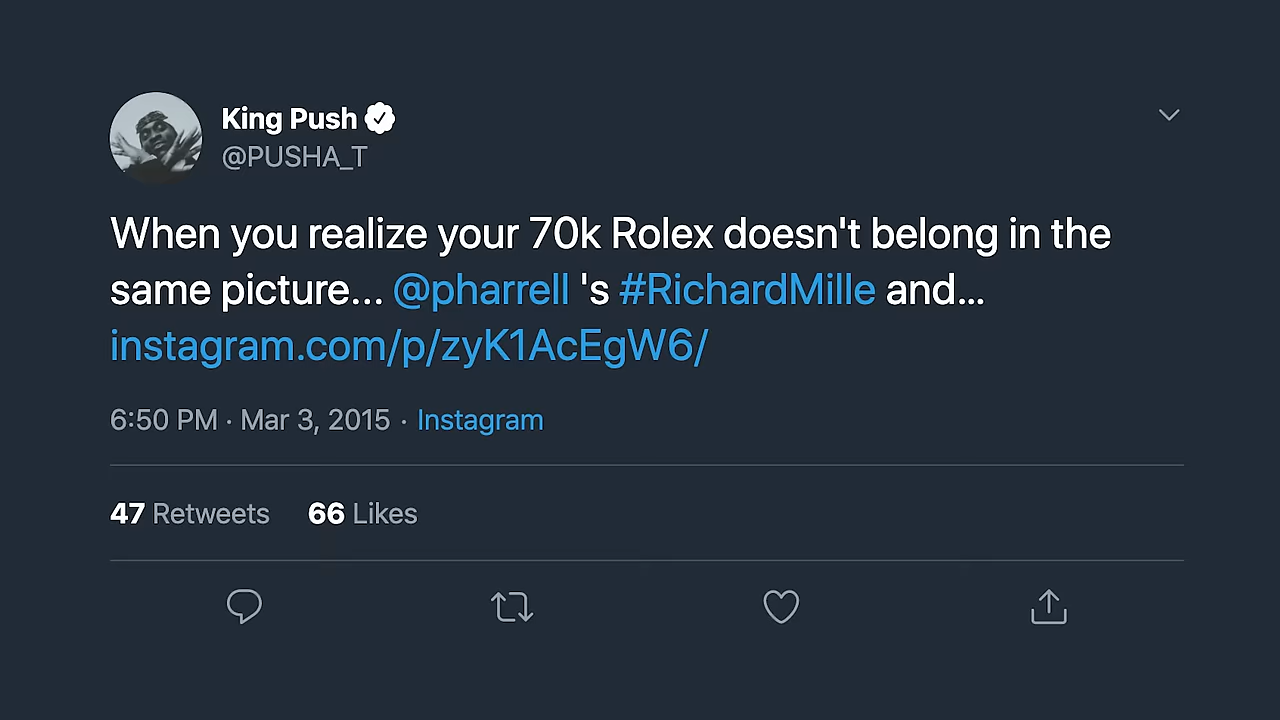 King Push
@PUSHA_T
When you realize your 70k Rolex doesn't belong in the
same picture... @pharrell 's #RichardMille and...
instagram.com/p/zyK1AcEgW6/
6:50 PM · Mar 3, 2015 · Instagram
47 Retweets 66 Likes